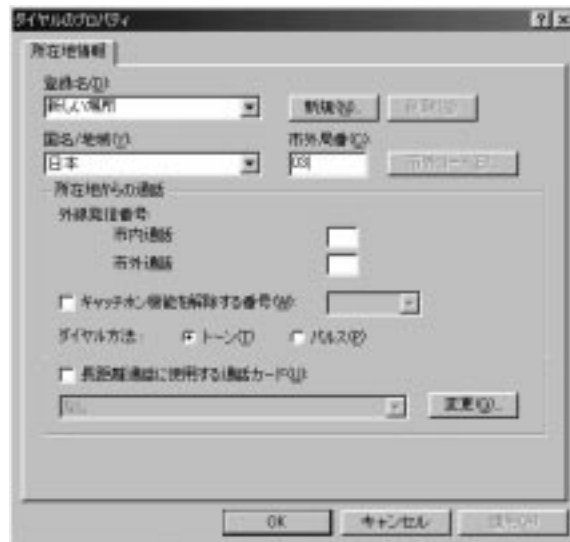 ダイヤルのプロパティ
所在地情報
登録名(D):
新しい場所 新規(N)...
国名/地域(Y): 市外局番(C):
日本 03
所在地からの通話
外線発信番号:
市内通話
市外通話
キャッチホン機能を解除する番号(W):
ダイヤル方法: トーン(T) パルス(P)
長距離通話に使用する通話カード(U):
変更(G)...
OK キャンセル